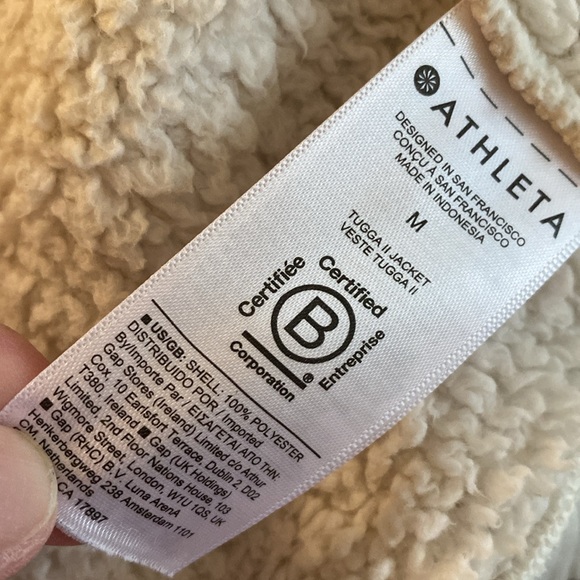 ATHLETA
DESIGNED IN SAN FRANCISCO
CONÇU À SAN FRANCISCO
MADE IN INDONESIA
M
TUGGA II JACKET
VESTE TUGGA II
Certifiée
Certified
B
®
Corporation
Entreprise
■ US/GB: SHELL: 100% POLYESTER
DISTRIBUIDO POR/ Imported
By/Importe Par/ ΕΙΣΑΓΕΤΑΙ ΑΠΟ ΤΗΝ:
Gap Stores (Ireland) Limited c/o Arthur
Cox, 10 Earlsfort Terrace, Dublin 2, D02
T380, Ireland ■ Gap (UK Holdings)
Limited, 2nd Floor Nations House, 103
Wigmore Street, London, W1U 1QS, UK
■ Gap (RHC) B.V. Luna ArenA
Herikerbergweg 238 Amsterdam 1101
CM, Netherlands
CA 17897